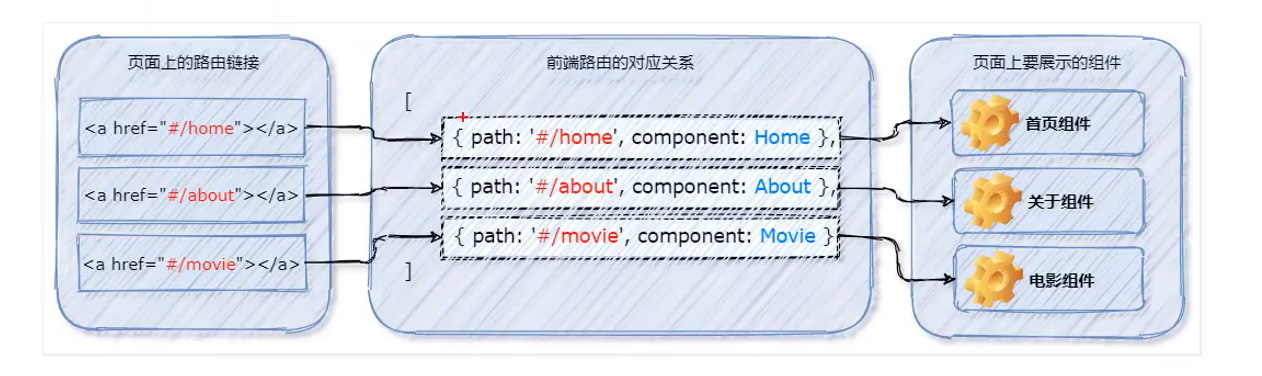 页面上的路由链接
<a href="#/home"></a>
<a href="#/about"></a>
<a href="#/movie"></a>
前端路由的对应关系
[
{ path: '#/home', component: Home },
{ path: '#/about', component: About },
{ path: '#/movie', component: Movie }
]
页面上要展示的组件
首页组件
关于组件
电影组件